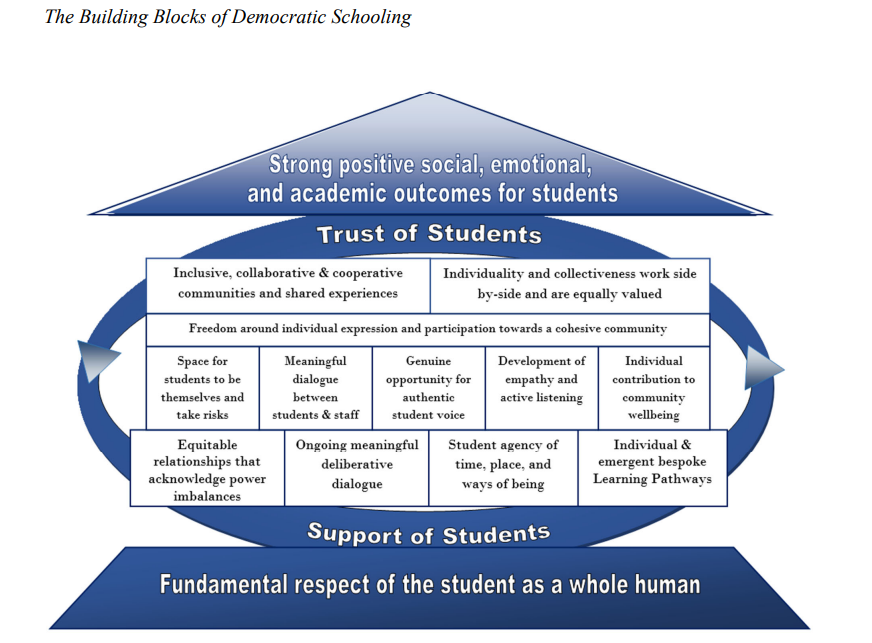 The Building Blocks of Democratic Schooling
Strong positive social, emotional,
and academic outcomes for students
Trust of Students
Inclusive, collaborative & cooperative
communities and shared experiences
Individuality and collectiveness work side
by-side and are equally valued
Freedom around individual expression and participation towards a cohesive community
Space for
students to be
themselves and
take risks
Meaningful
dialogue
between
students & staff
Genuine
opportunity for
authentic
student voice
Development of
empathy and
active listening
Individual
contribution to
community
wellbeing
Equitable
relationships that
acknowledge power
imbalances
Ongoing meaningful
deliberative
dialogue
Student agency of
time, place, and
ways of being
Individual &
emergent bespoke
Learning Pathways
Support of Students
Fundamental respect of the student as a whole human